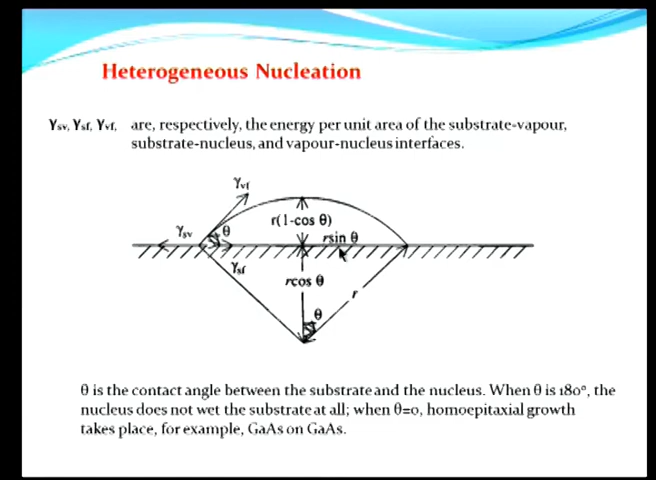 Heterogeneous Nucleation
γsv, γsf, γvf, are, respectively, the energy per unit area of the substrate-vapour,
substrate-nucleus, and vapour-nucleus interfaces.
γvf
r(1-cos θ)
γsv θ rsin θ
γsf
rcos θ
r
θ
θ is the contact angle between the substrate and the nucleus. When θ is 180°, the
nucleus does not wet the substrate at all; when θ=0, homoepitaxial growth
takes place, for example, GaAs on GaAs.